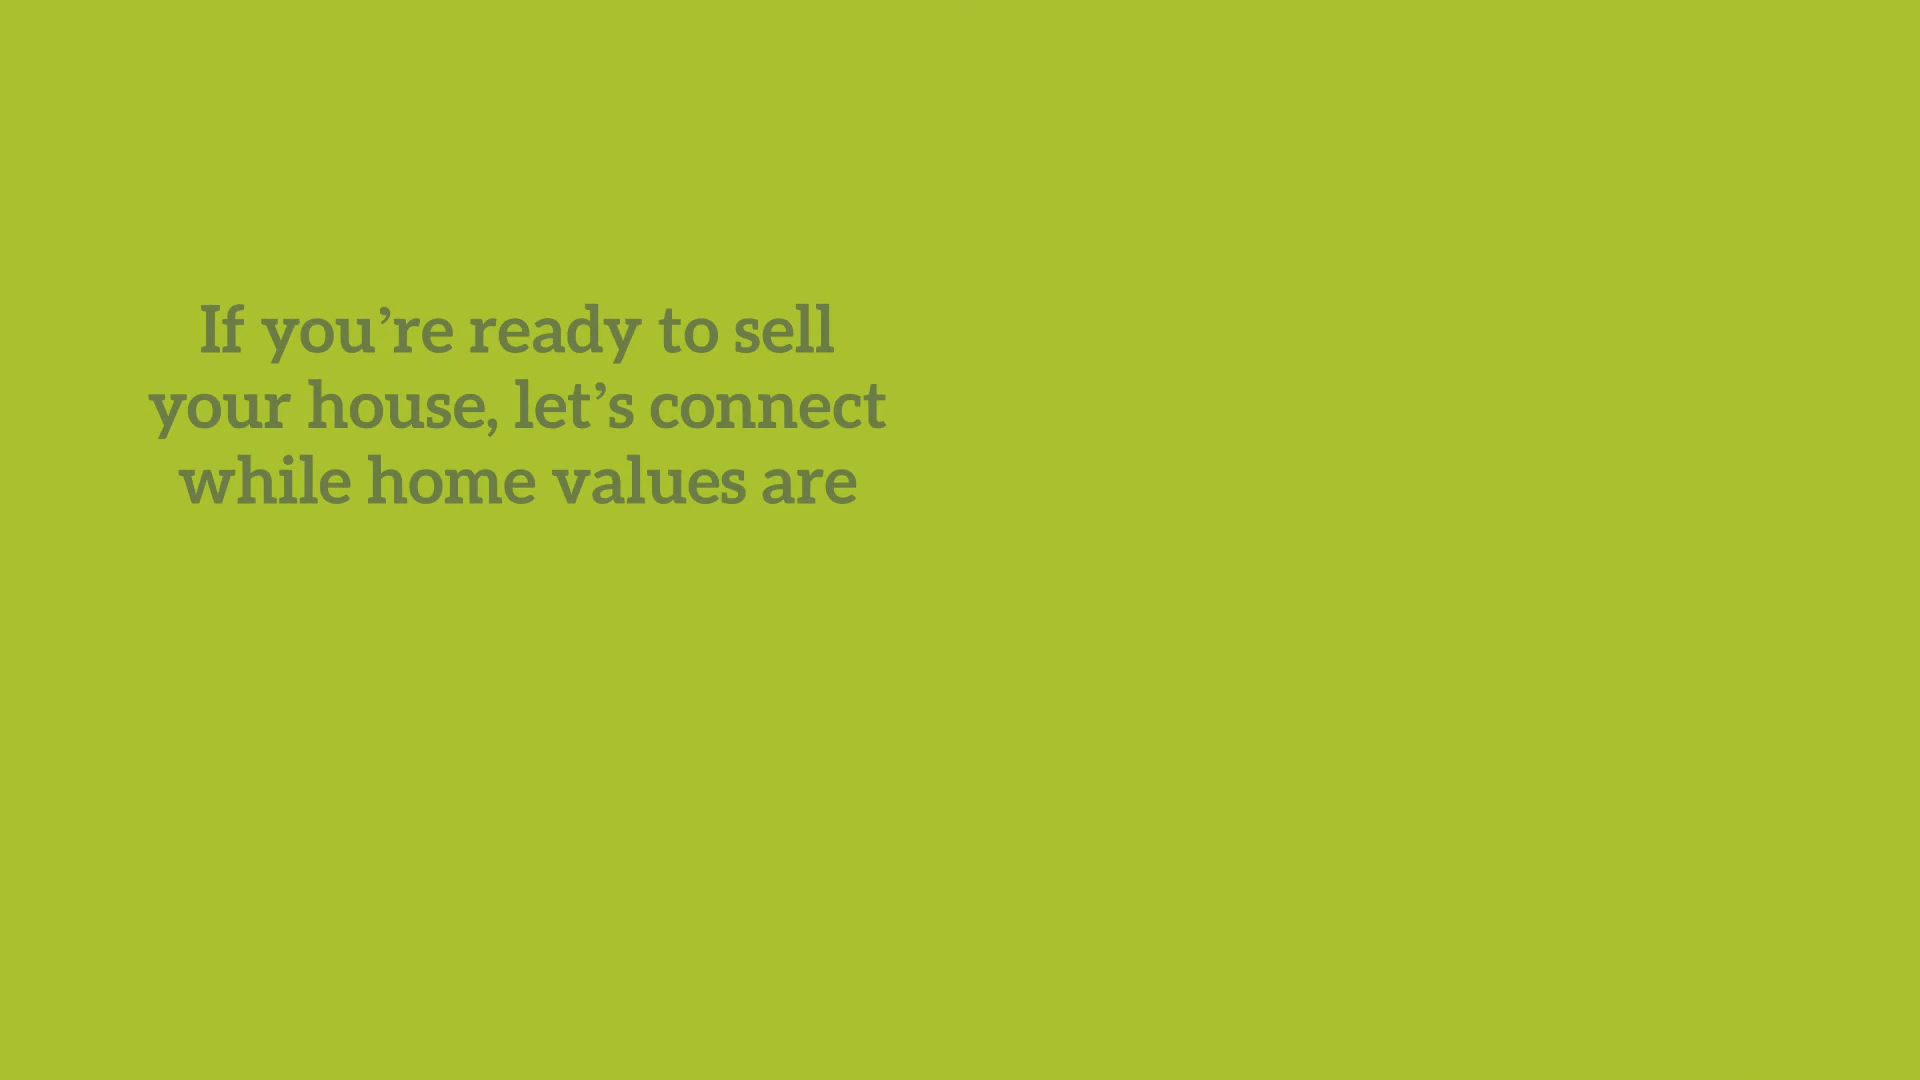 If you’re ready to sell
your house, let’s connect
while home values are